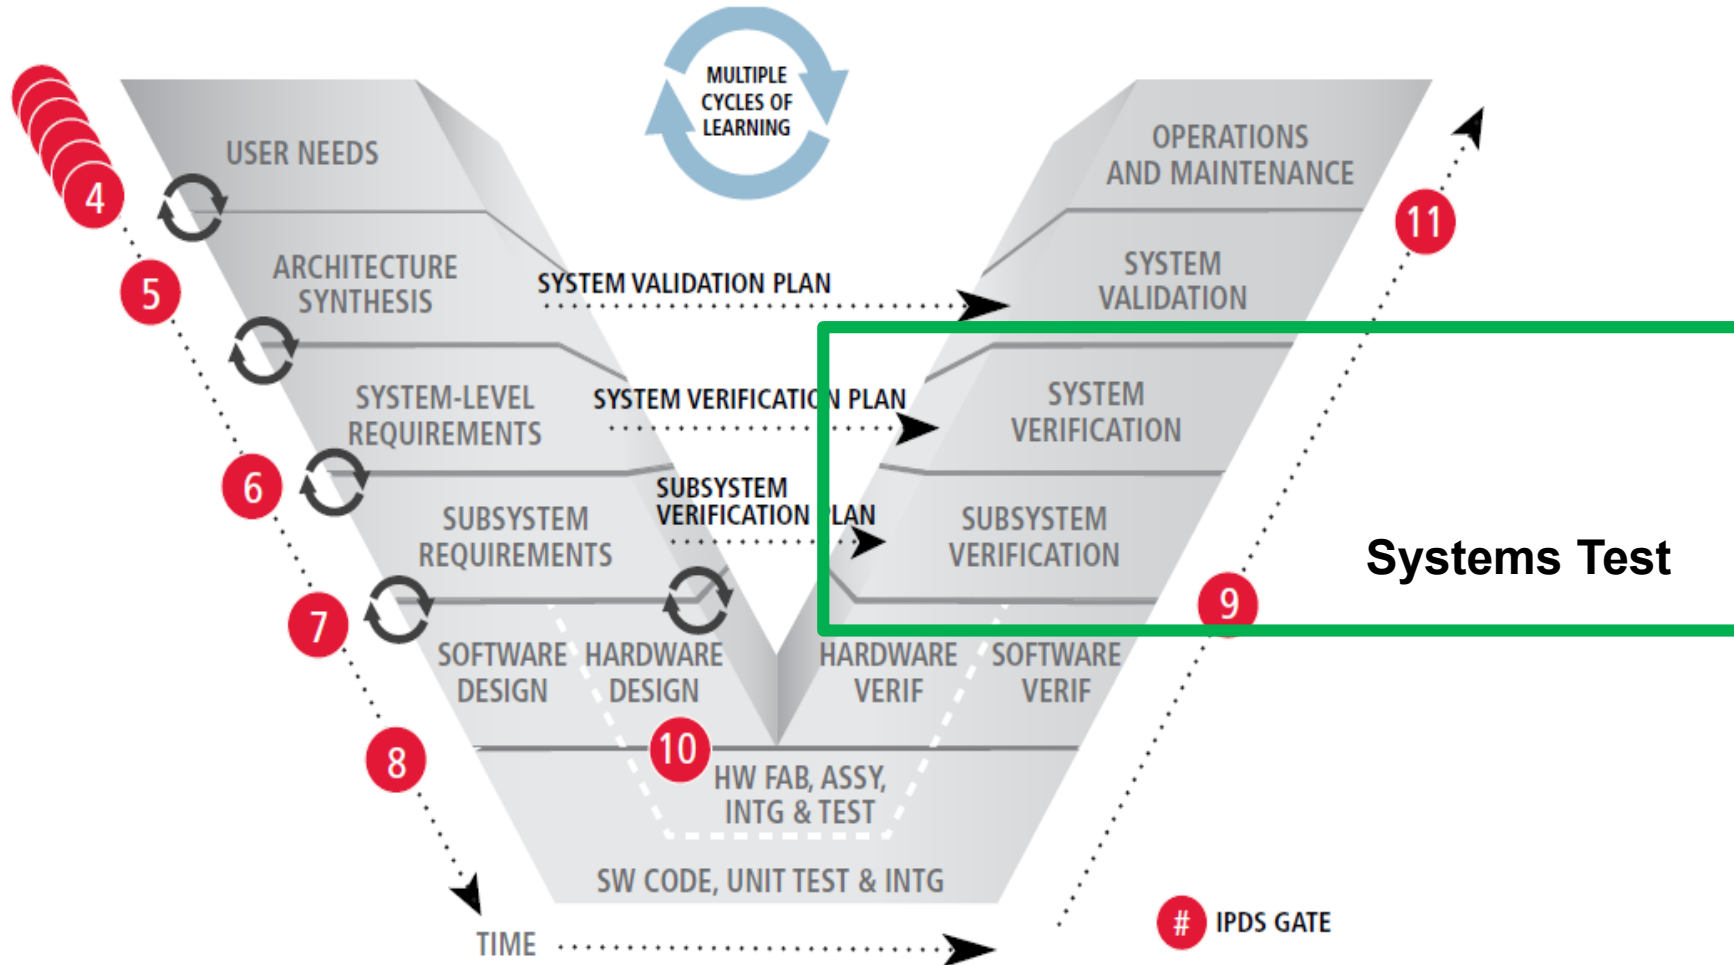 MULTIPLE
CYCLES OF
LEARNING
USER NEEDS
OPERATIONS
AND MAINTENANCE
4
11
ARCHITECTURE
SYNTHESIS
SYSTEM VALIDATION PLAN
SYSTEM
VALIDATION
5
SYSTEM-LEVEL
REQUIREMENTS
SYSTEM VERIFICATION PLAN
SYSTEM
VERIFICATION
6
SUBSYSTEM
REQUIREMENTS
SUBSYSTEM
VERIFICATION PLAN
SUBSYSTEM
VERIFICATION
Systems Test
7
9
SOFTWARE
DESIGN
HARDWARE
DESIGN
HARDWARE
VERIF
SOFTWARE
VERIF
8
10
HW FAB, ASSY,
INTG & TEST
SW CODE, UNIT TEST & INTG
TIME
# IPDS GATE